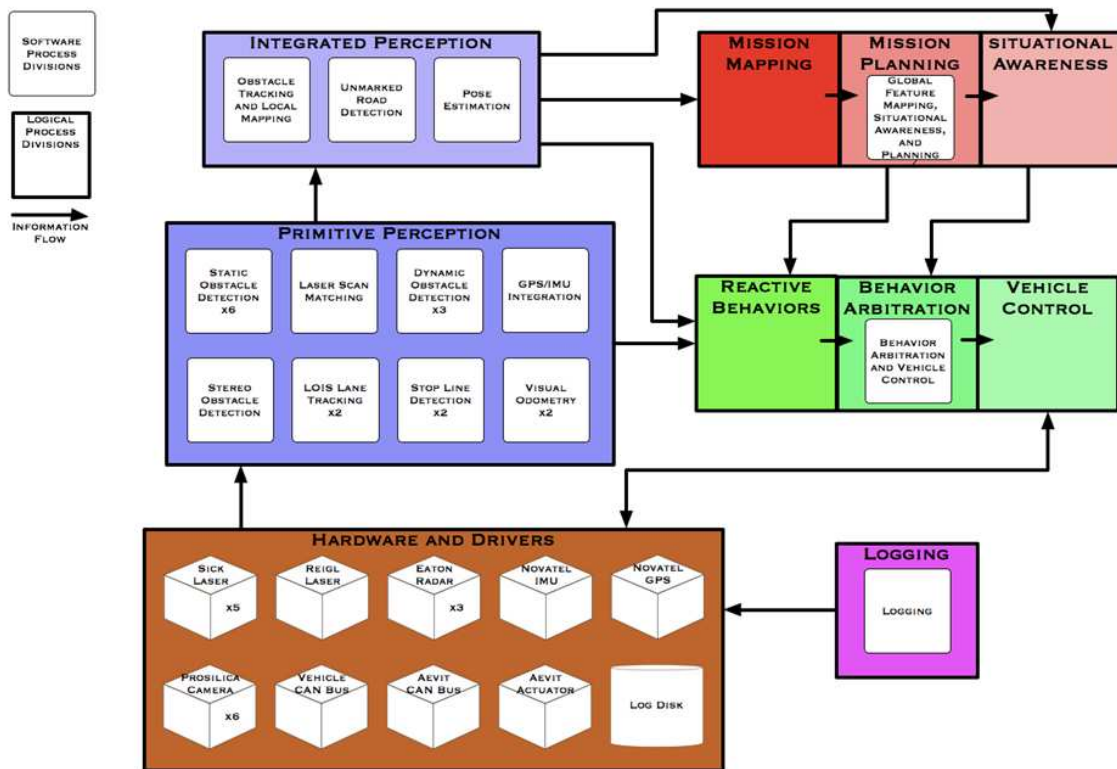 SOFTWARE
PROCESS
DIVISIONS
LOGICAL
PROCESS
DIVISIONS
INFORMATION
FLOW
INTEGRATED PERCEPTION
OBSTACLE
TRACKING
AND LOCAL
MAPPING
UNMARKED
ROAD
DETECTION
POSE
ESTIMATION
MISSION
MAPPING
MISSION
PLANNING
GLOBAL
FEATURE
MAPPING,
SITUATIONAL
AWARENESS,
AND
PLANNING
SITUATIONAL
AWARENESS
PRIMITIVE PERCEPTION
STATIC
OBSTACLE
DETECTION
x6
LASER SCAN
MATCHING
DYNAMIC
OBSTACLE
DETECTION
x3
GPS/IMU
INTEGRATION
STEREO
OBSTACLE
DETECTION
LOIS LANE
TRACKING
x2
STOP LINE
DETECTION
x2
VISUAL
ODOMETRY
x2
REACTIVE
BEHAVIORS
BEHAVIOR
ARBITRATION
BEHAVIOR
ARBITRATION
AND VEHICLE
CONTROL
VEHICLE
CONTROL
HARDWARE AND DRIVERS
SICK
LASER
x5
REIGL
LASER
EATON
RADAR
x3
NOVATEL
IMU
NOVATEL
GPS
PROSILICA
CAMERA
x6
VEHICLE
CAN BUS
AEVIT
CAN BUS
AEVIT
ACTUATOR
LOG DISK
LOGGING
LOGGING